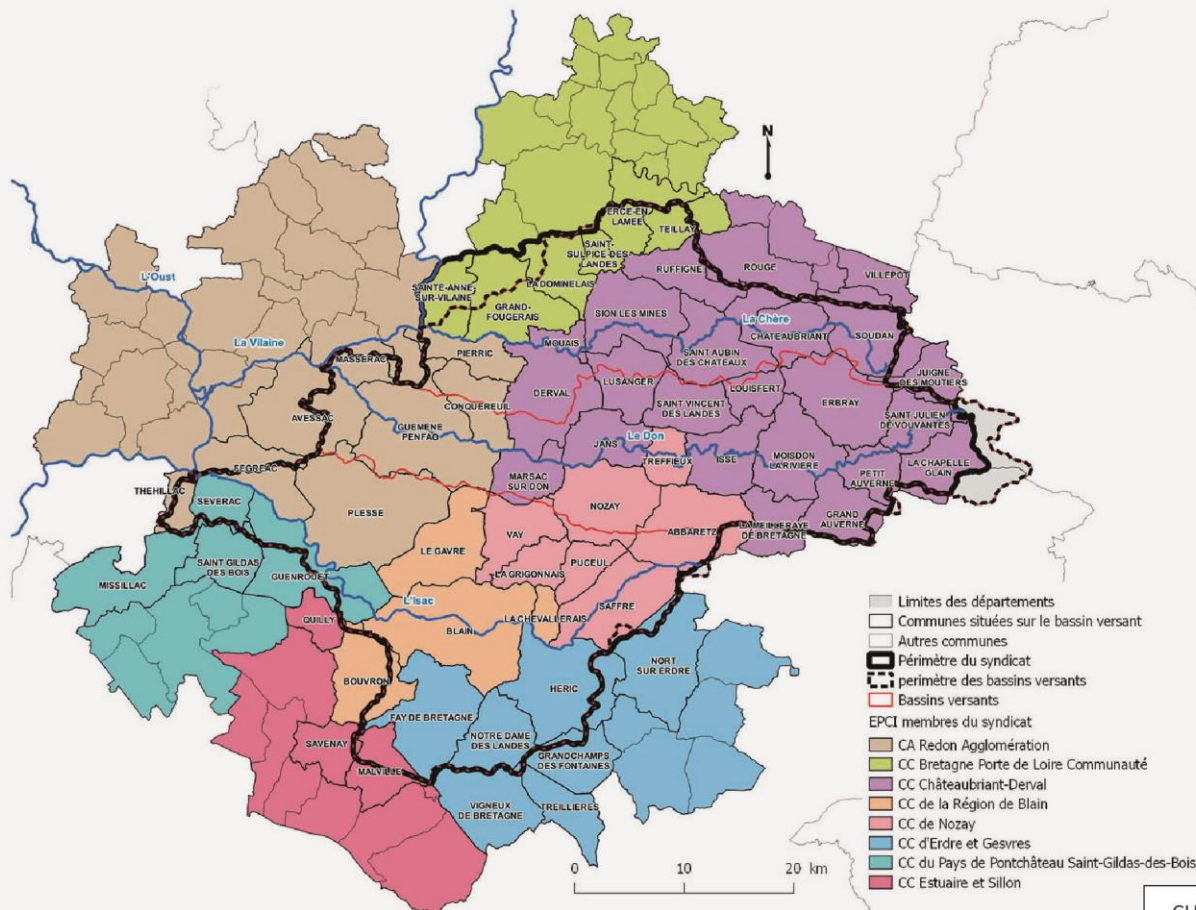 N
ERCE-EN
LAMEE
TEILLAY
SAINT-
SULPICE-DES
LANDES
RUFFIGNE
ROUGE
VILLEPOT
L'Oust
SAINTE-ANNE
SUR-VILAINE
LA DOMINELAIS
GRAND-
FOUGERAIS
SION LES MINES
La Chère
CHATEAUBRIANT
SOUDAN
La Vilaine
MASSERAC
PIERRIC
MOUAIS
SAINT AUBIN
DES CHATEAUX
JUIGNE
DES MOUTIERS
DERVAL
LUSANGER
LOUISFERT
ERBRAY
AVESSAC
CONQUEREUIL
SAINT VINCENT
DES LANDES
SAINT JULIEN
DE VOUVANTES
GUEMENE
PENFAO
JANS
Le Don
TREFFIEUX
ISSE
MOISDON
LA RIVIERE
LA CHAPELLE
GLAIN
FEGREAC
MARSAC
SUR DON
PETIT
AUVERNE
THEHILLAC
SEVERAC
PLESSE
NOZAY
GRAND
AUVERNE
VAY
ABBARETZ
LA MEILLERAYE
DE BRETAGNE
LE GAVRE
MISSILLAC
SAINT GILDAS
DES BOIS
GUENROUET
LA GRIGONNAIS
PUCEUL
L'Isac
LA CHEVALLERAIS
SAFFRE
QUILLY
BLAIN
BOUVRON
HERIC
NORT
SUR ERDRE
FAY DE BRETAGNE
NOTRE DAME
DES LANDES
SAVENAY
GRANDCHAMPS
DES FONTAINES
MALVILLE
VIGNEUX
DE BRETAGNE
TREILLIERES
0 10 20 km
Limites des départements
Communes situées sur le bassin versant
Autres communes
Périmètre du syndicat
perimètre des bassins versants
Bassins versants
EPCI membres du syndicat
CA Redon Agglomération
CC Bretagne Porte de Loire Communauté
CC Châteaubriant-Derval
CC de la Région de Blain
CC de Nozay
CC d'Erdre et Gesvres
CC du Pays de Pontchâteau Saint-Gildas-des-Bois
CC Estuaire et Sillon